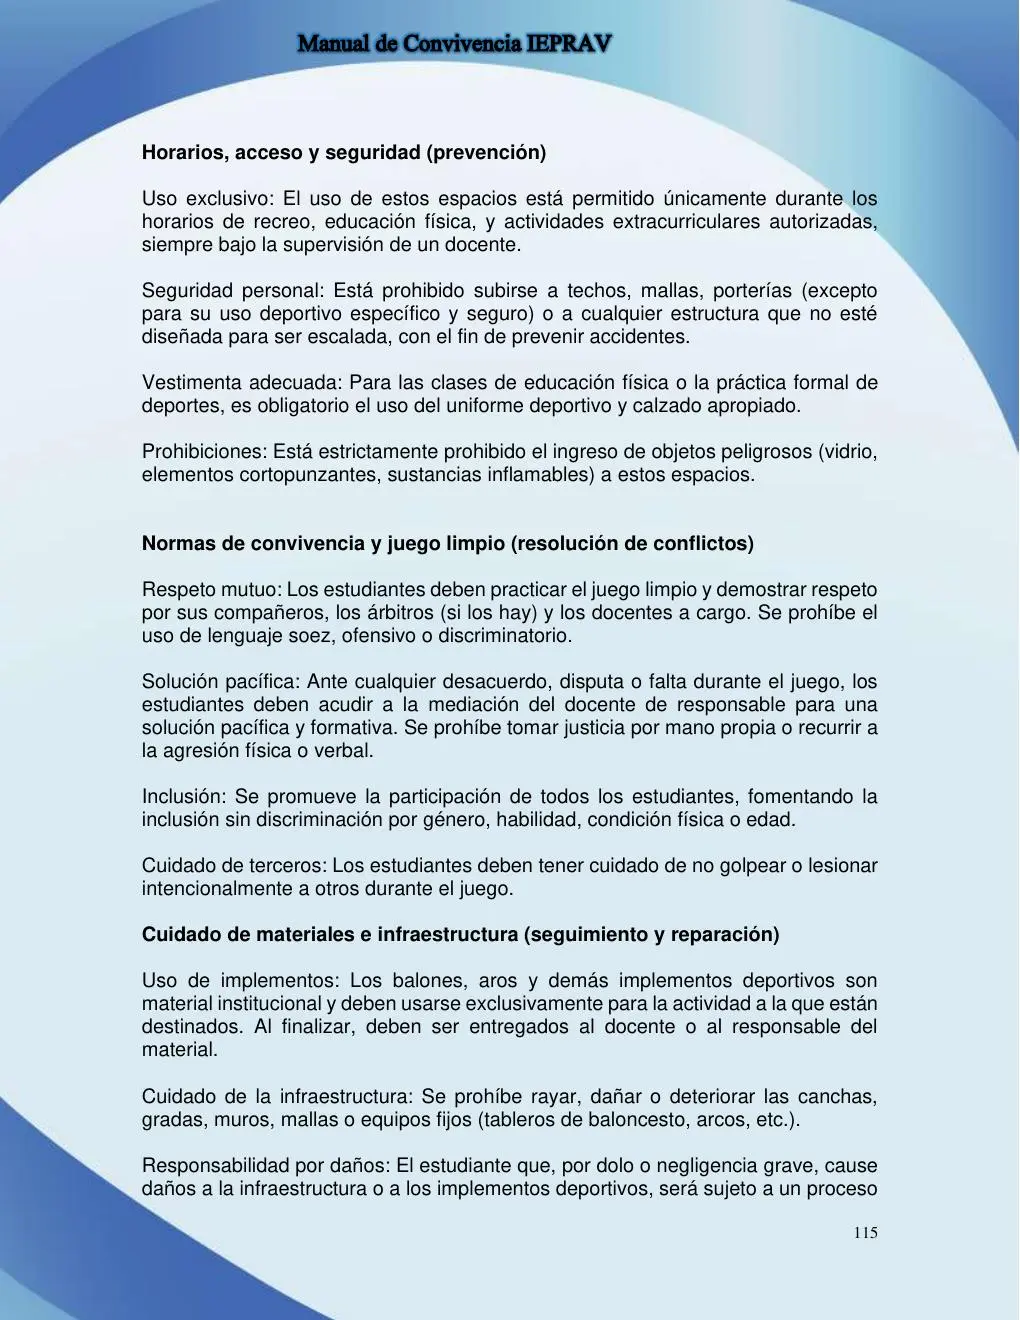 Manual de Convivencia IEPRAV
Horarios, acceso y seguridad (prevención)
Uso exclusivo: El uso de estos espacios está permitido únicamente durante los
horarios de recreo, educación física, y actividades extracurriculares autorizadas,
siempre bajo la supervisión de un docente.
Seguridad personal: Está prohibido subirse a techos, mallas, porterías (excepto
para su uso deportivo específico y seguro) o a cualquier estructura que no esté
diseñada para ser escalada, con el fin de prevenir accidentes.
Vestimenta adecuada: Para las clases de educación física o la práctica formal de
deportes, es obligatorio el uso del uniforme deportivo y calzado apropiado.
Prohibiciones: Está estrictamente prohibido el ingreso de objetos peligrosos (vidrio,
elementos cortopunzantes, sustancias inflamables) a estos espacios.
Normas de convivencia y juego limpio (resolución de conflictos)
Respeto mutuo: Los estudiantes deben practicar el juego limpio y demostrar respeto
por sus compañeros, los árbitros (si los hay) y los docentes a cargo. Se prohíbe el
uso de lenguaje soez, ofensivo o discriminatorio.
Solución pacífica: Ante cualquier desacuerdo, disputa o falta durante el juego, los
estudiantes deben acudir a la mediación del docente de responsable para una
solución pacífica y formativa. Se prohíbe tomar justicia por mano propia o recurrir a
la agresión física o verbal.
Inclusión: Se promueve la participación de todos los estudiantes, fomentando la
inclusión sin discriminación por género, habilidad, condición física o edad.
Cuidado de terceros: Los estudiantes deben tener cuidado de no golpear o lesionar
intencionalmente a otros durante el juego.
Cuidado de materiales e infraestructura (seguimiento y reparación)
Uso de implementos: Los balones, aros y demás implementos deportivos son
material institucional y deben usarse exclusivamente para la actividad a la que están
destinados. Al finalizar, deben ser entregados al docente o al responsable del
material.
Cuidado de la infraestructura: Se prohíbe rayar, dañar o deteriorar las canchas,
gradas, muros, mallas o equipos fijos (tableros de baloncesto, arcos, etc.).
Responsabilidad por daños: El estudiante que, por dolo o negligencia grave, cause
daños a la infraestructura o a los implementos deportivos, será sujeto a un proceso
115